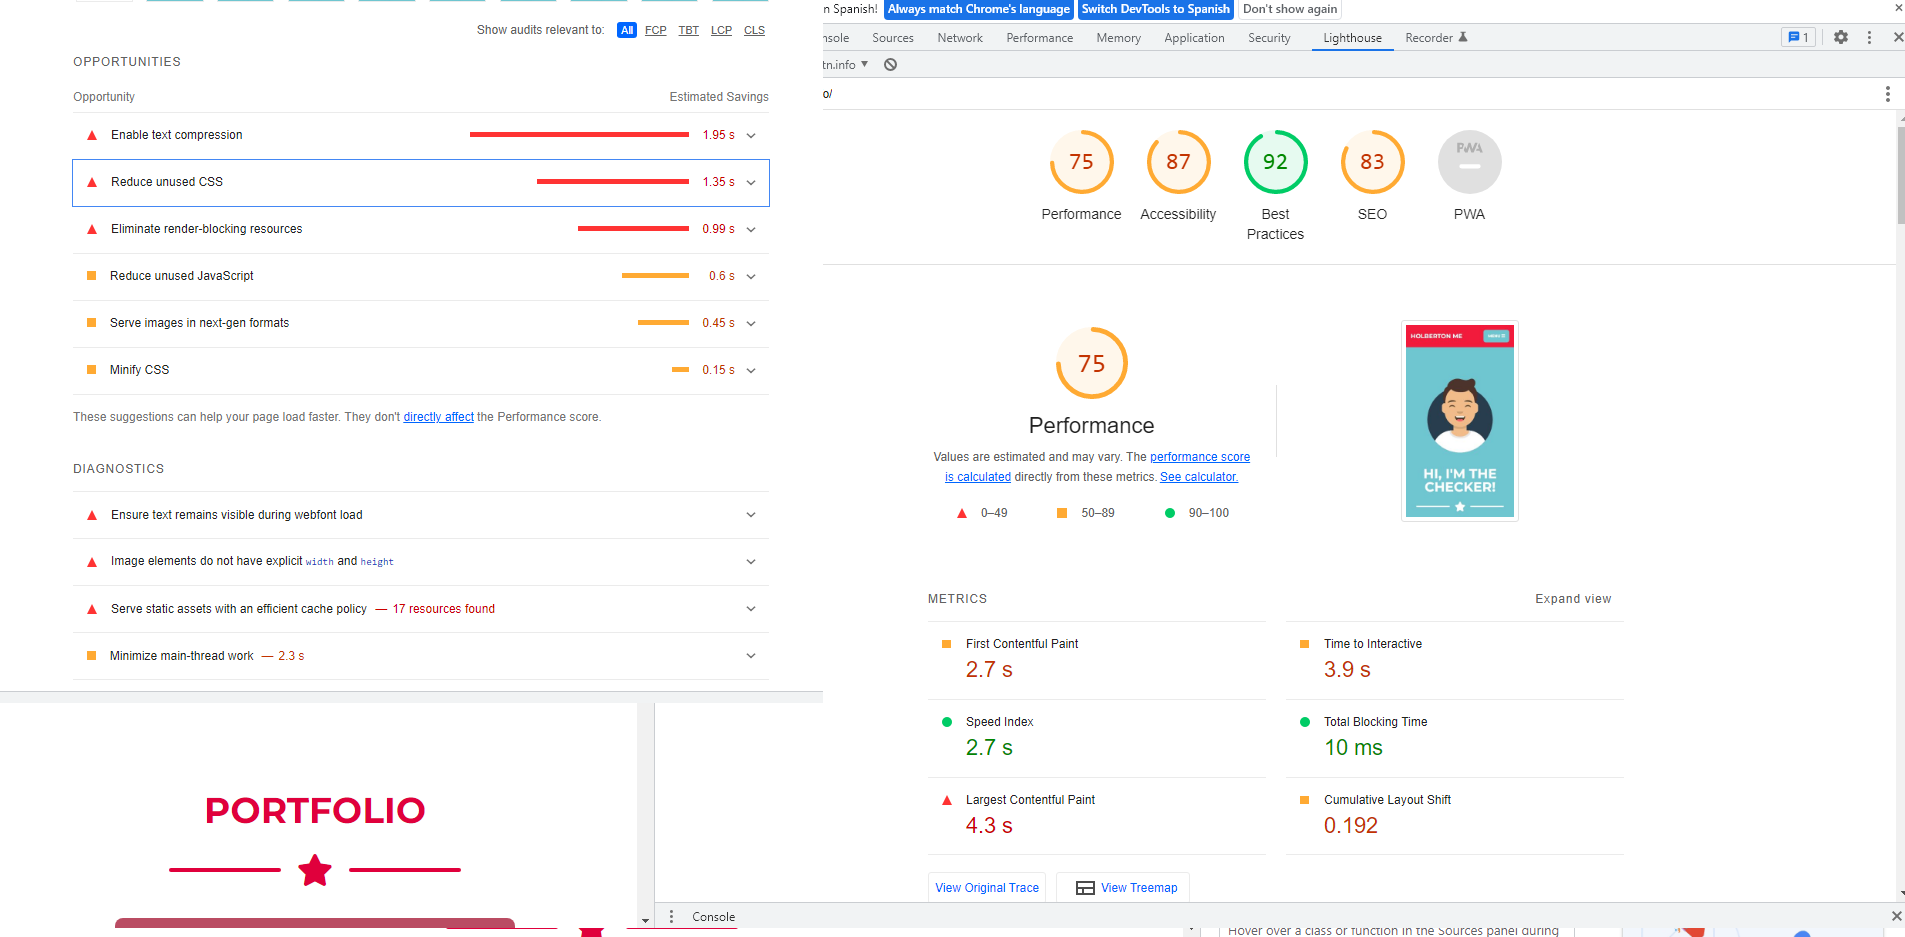 Show audits relevant to: All FCP TBT LCP CLS
OPPORTUNITIES
Opportunity Estimated Savings
Enable text compression 1.95 s
Reduce unused CSS 1.35 s
Eliminate render-blocking resources 0.99 s
Reduce unused JavaScript 0.6 s
Serve images in next-gen formats 0.45 s
Minify CSS 0.15 s
These suggestions can help your page load faster. They don't directly affect the Performance score.
DIAGNOSTICS
Ensure text remains visible during webfont load
Image elements do not have explicit width and height
Serve static assets with an efficient cache policy — 17 resources found
Minimize main-thread work — 2.3 s
PORTFOLIO
n Spanish! Always match Chrome's language Switch DevTools to Spanish Don't show again
nsole Sources Network Performance Memory Application Security Lighthouse Recorder 1
tn.info
o/
75 87 92 83 PWA
Performance Accessibility Best Practices SEO PWA
75
Performance
Values are estimated and may vary. The performance score
is calculated directly from these metrics. See calculator.
0–49 50–89 90–100
HOLBERTON ME
HI, I'M THE
CHECKER!
METRICS Expand view
First Contentful Paint
2.7 s
Time to Interactive
3.9 s
Speed Index
2.7 s
Total Blocking Time
10 ms
Largest Contentful Paint
4.3 s
Cumulative Layout Shift
0.192
View Original Trace View Treemap
Console
Hover over a class or function in the Sources panel during